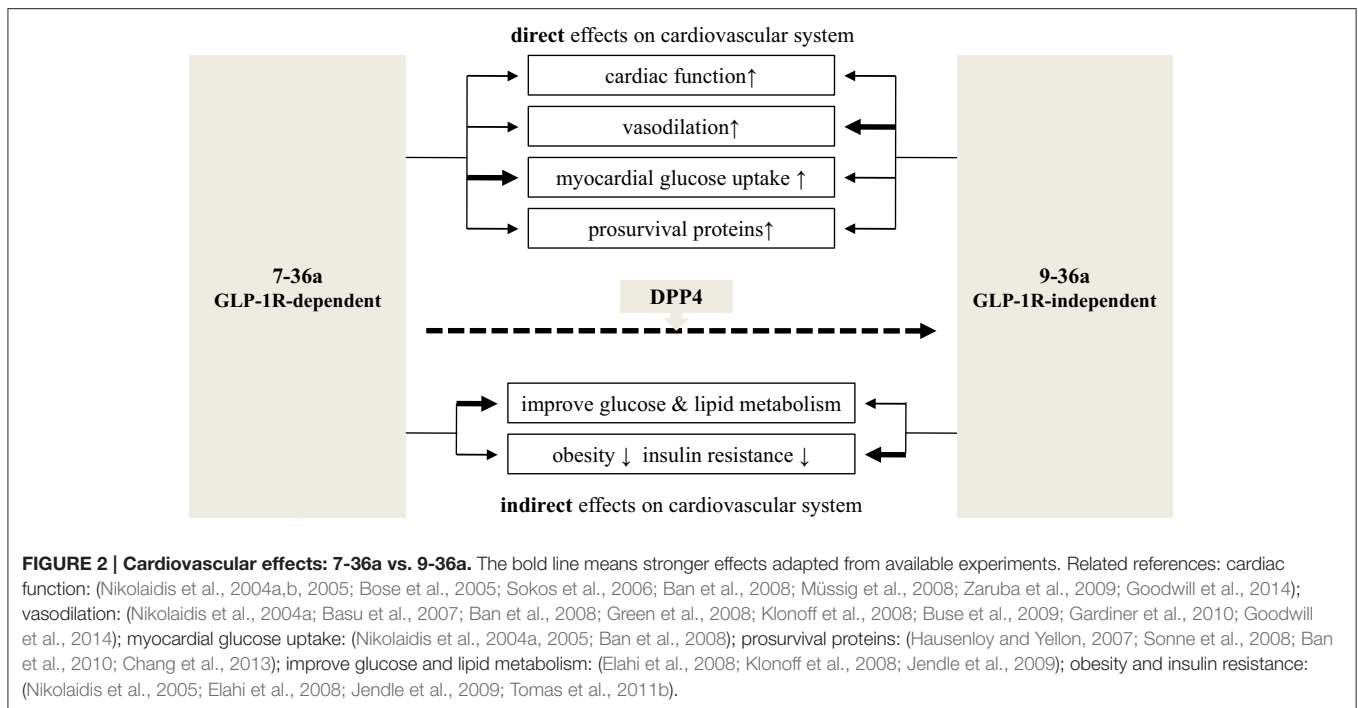 direct effects on cardiovascular system
cardiac function↑
vasodilation↑
myocardial glucose uptake ↑
prosurvival proteins↑
7-36a
GLP-1R-dependent
DPP4
9-36a
GLP-1R-independent
improve glucose & lipid metabolism
obesity ↓ insulin resistance ↓
indirect effects on cardiovascular system
FIGURE 2 | Cardiovascular effects: 7-36a vs. 9-36a. The bold line means stronger effects adapted from available experiments. Related references: cardiac
function: (Nikolaidis et al., 2004a,b, 2005; Bose et al., 2005; Sokos et al., 2006; Ban et al., 2008; Müssig et al., 2008; Zaruba et al., 2009; Goodwill et al., 2014);
vasodilation: (Nikolaidis et al., 2004a; Basu et al., 2007; Ban et al., 2008; Green et al., 2008; Klonoff et al., 2008; Buse et al., 2009; Gardiner et al., 2010; Goodwill
et al., 2014); myocardial glucose uptake: (Nikolaidis et al., 2004a, 2005; Ban et al., 2008); prosurvival proteins: (Hausenloy and Yellon, 2007; Sonne et al., 2008; Ban
et al., 2010; Chang et al., 2013); improve glucose and lipid metabolism: (Elahi et al., 2008; Klonoff et al., 2008; Jendle et al., 2009); obesity and insulin resistance:
(Nikolaidis et al., 2005; Elahi et al., 2008; Jendle et al., 2009; Tomas et al., 2011b).